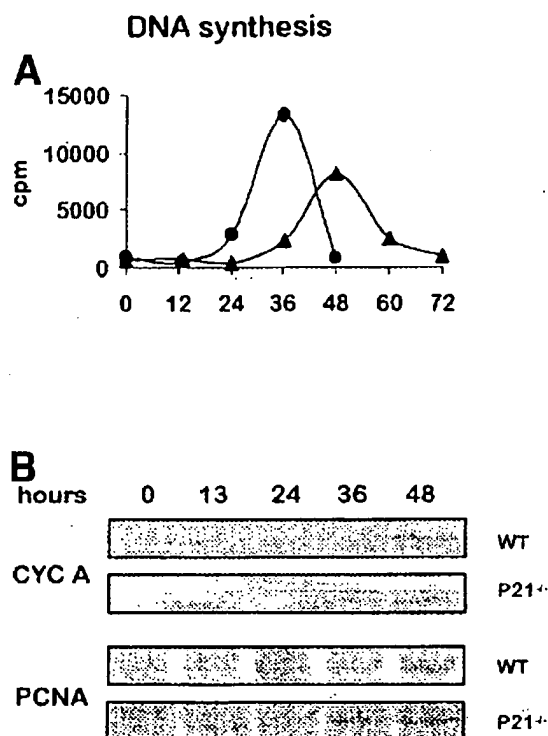 DNA synthesis
A
15000
10000
5000
0
cpm
0 12 24 36 48 60 72
B
hours 0 13 24 36 48
WT
CYC A
P21-/-
WT
PCNA
P21-/-